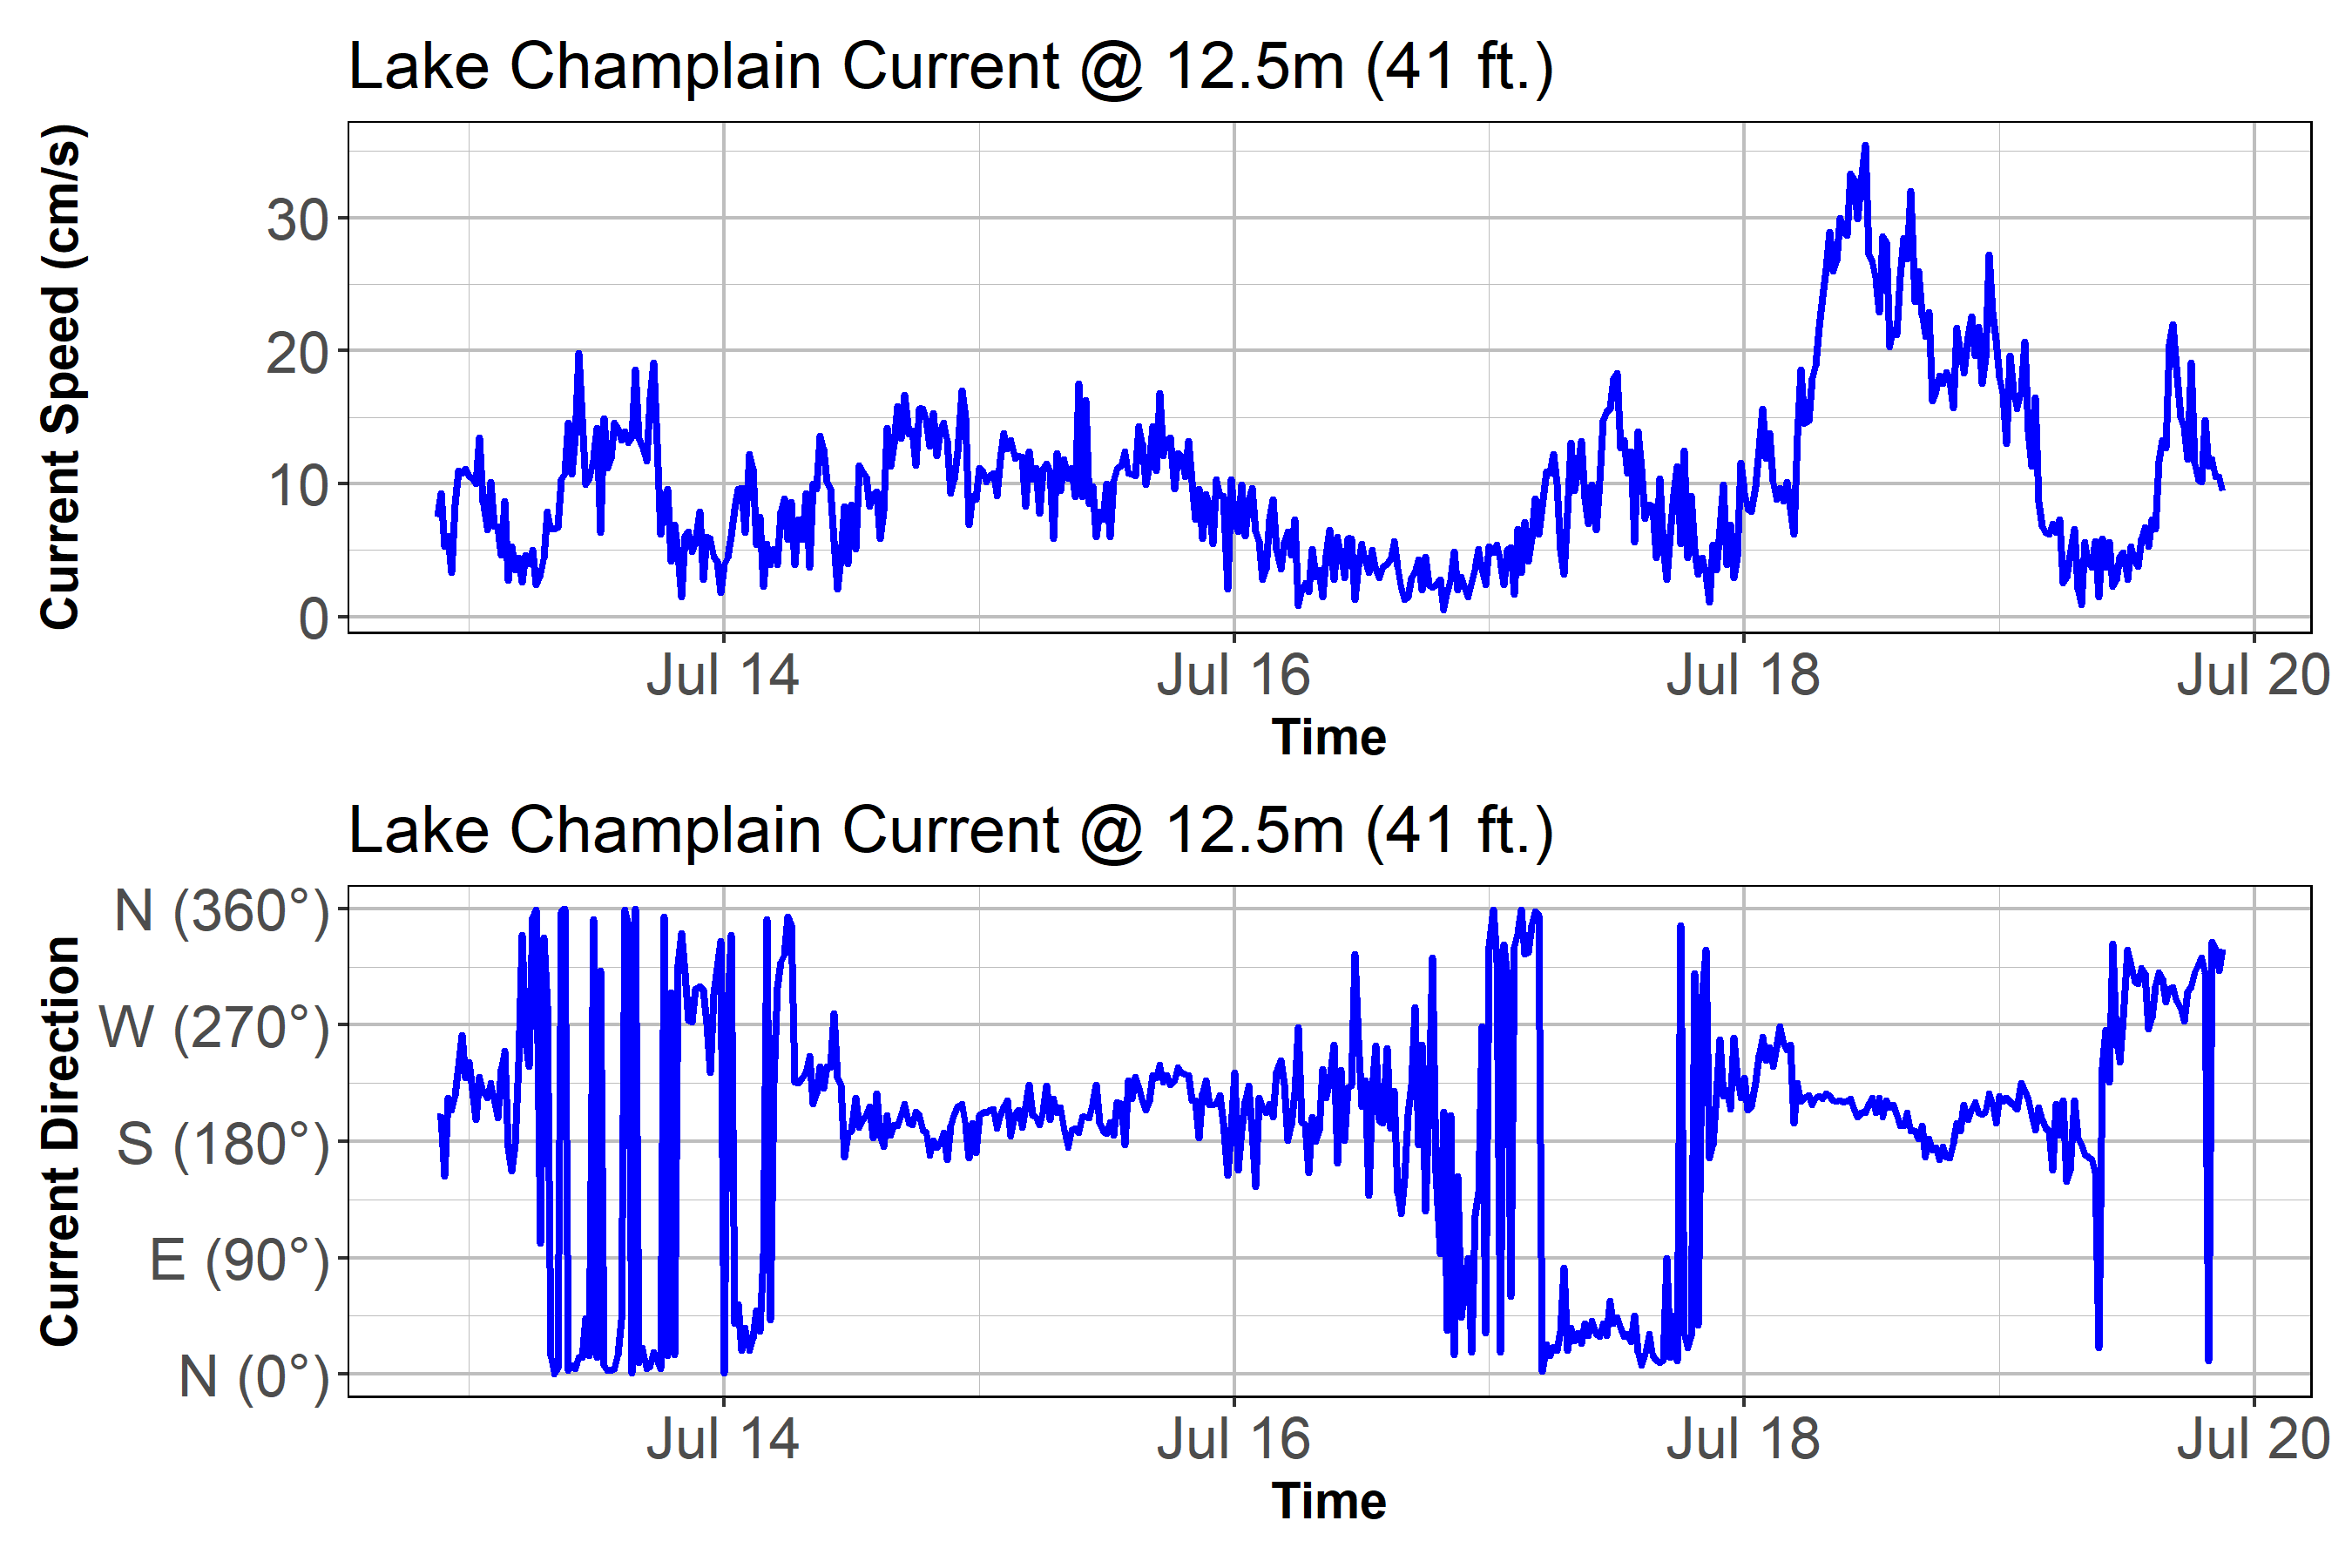 Lake Champlain Current @ 12.5m (41 ft.)
Current Speed (cm/s)
30
20
10
0
Jul 14 Jul 16 Jul 18 Jul 20
Time
Lake Champlain Current @ 12.5m (41 ft.)
Current Direction
N (360°)
W (270°)
S (180°)
E (90°)
N (0°)
Jul 14 Jul 16 Jul 18 Jul 20
Time